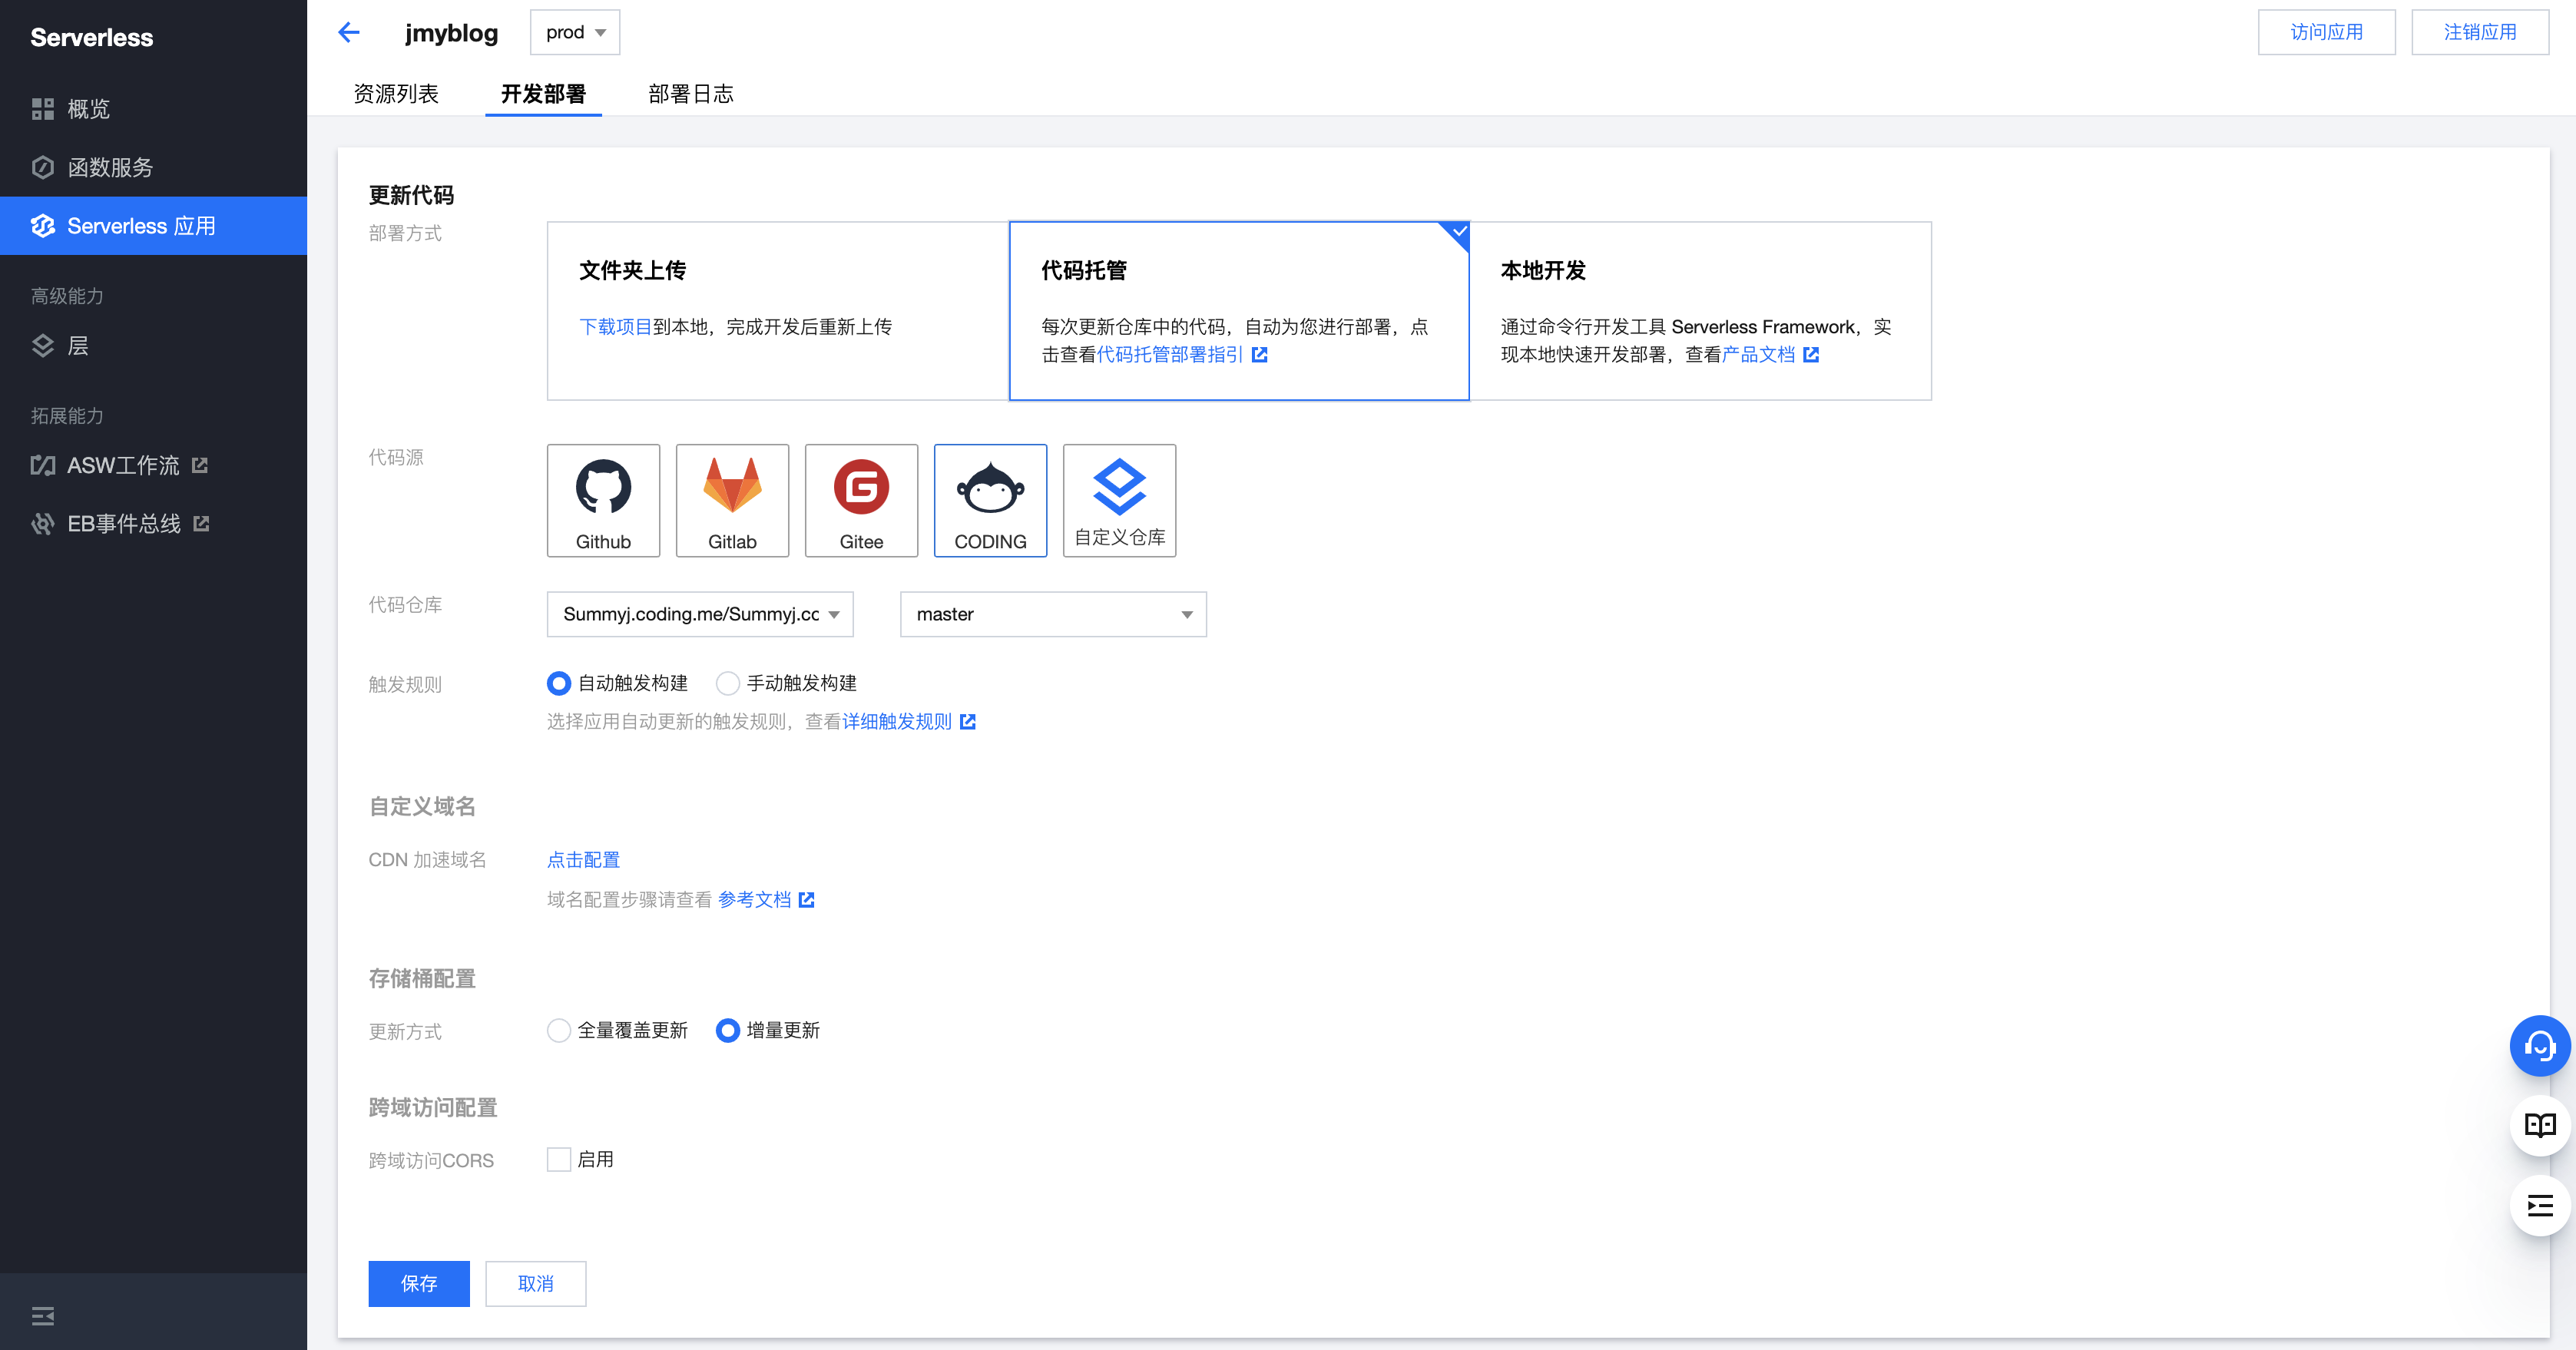 Serverless
概览
函数服务
Serverless 应用
高级能力
层
拓展能力
ASW工作流
EB事件总线
jmyblog
prod
访问应用
注销应用
资源列表
开发部署
部署日志
更新代码
部署方式
文件夹上传
下载项目到本地，完成开发后重新上传
代码托管
每次更新仓库中的代码，自动为您进行部署，点
击查看代码托管部署指引
本地开发
通过命令行开发工具 Serverless Framework，实
现本地快速开发部署，查看产品文档
代码源
Github
Gitlab
Gitee
CODING
自定义仓库
代码仓库
Summyj.coding.me/Summyj.cc
master
触发规则
自动触发构建
手动触发构建
选择应用自动更新的触发规则，查看详细触发规则
自定义域名
CDN 加速域名
点击配置
域名配置步骤请查看 参考文档
存储桶配置
更新方式
全量覆盖更新
增量更新
跨域访问配置
跨域访问CORS
启用
保存
取消